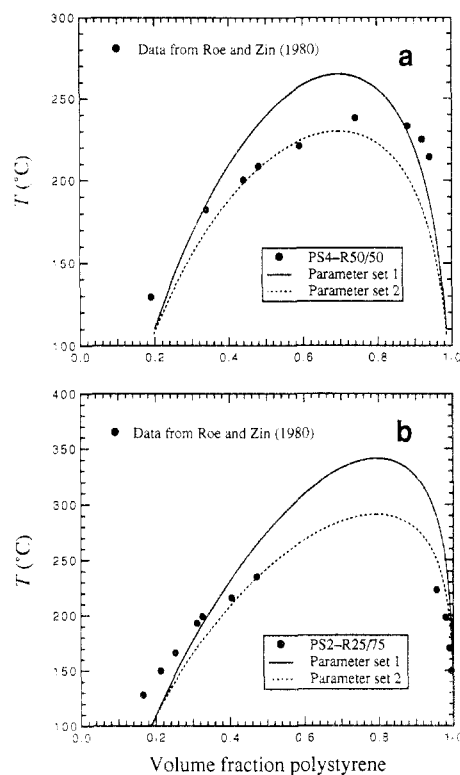 300
250
200
150
100
T (°C)
Data from Roe and Zin (1980)
a
PS4–R50/50
Parameter set 1
Parameter set 2
0.0 0.2 0.4 0.6 0.8 1.0
400
350
300
250
200
150
100
T (°C)
Data from Roe and Zin (1980)
b
PS2–R25/75
Parameter set 1
Parameter set 2
0.0 0.2 0.4 0.6 0.8 1.0
Volume fraction polystyrene